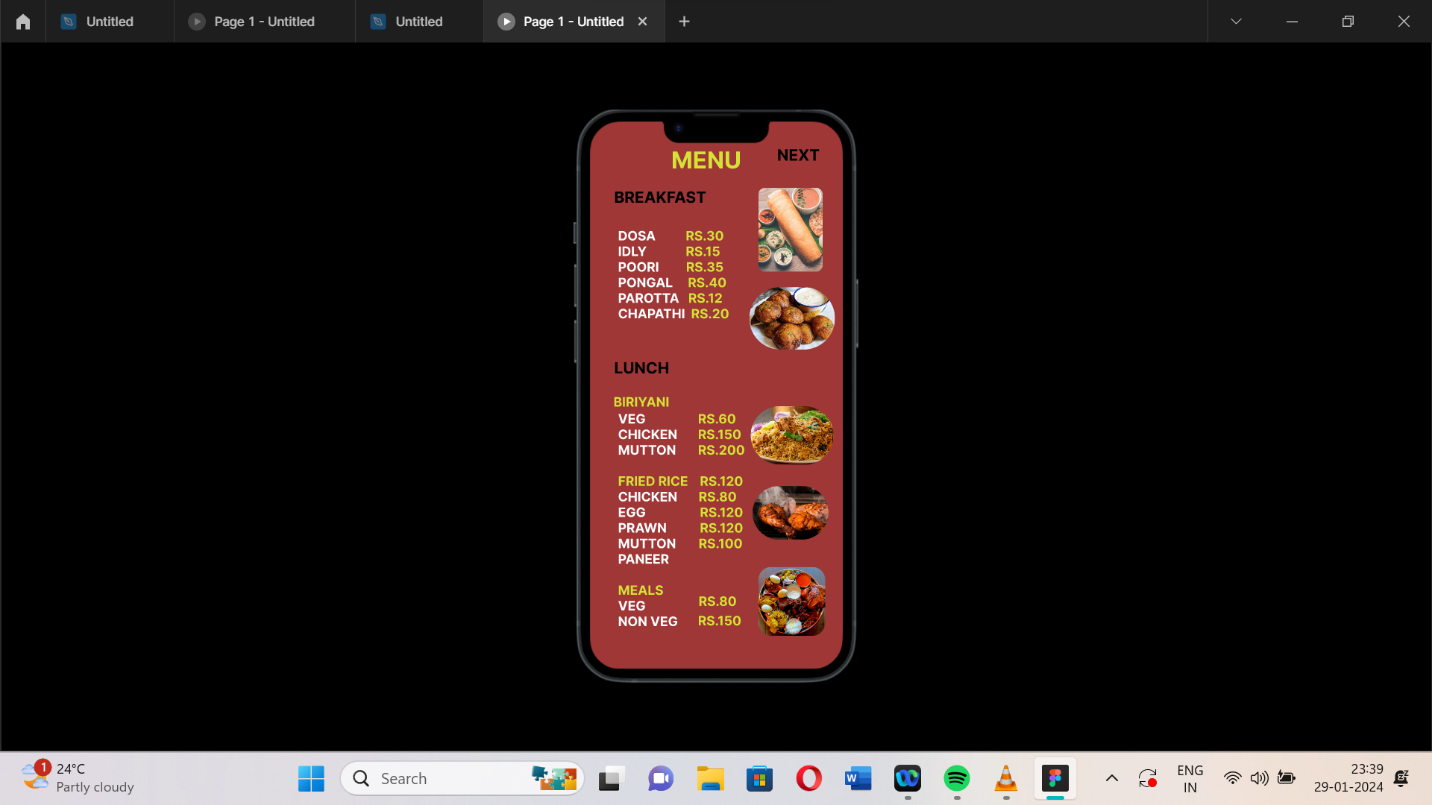 Untitled
Page 1 - Untitled
Untitled
Page 1 - Untitled
MENU
NEXT
BREAKFAST
DOSA RS.30
IDLY RS.15
POORI RS.35
PONGAL RS.40
PAROTTA RS.12
CHAPATHI RS.20
LUNCH
BIRIYANI
VEG RS.60
CHICKEN RS.150
MUTTON RS.200
FRIED RICE RS.120
CHICKEN RS.80
EGG RS.120
PRAWN RS.120
MUTTON RS.100
PANEER
MEALS
VEG RS.80
NON VEG RS.150
1
24°C
Partly cloudy
Search
W
ENG
IN
23:39
29-01-2024